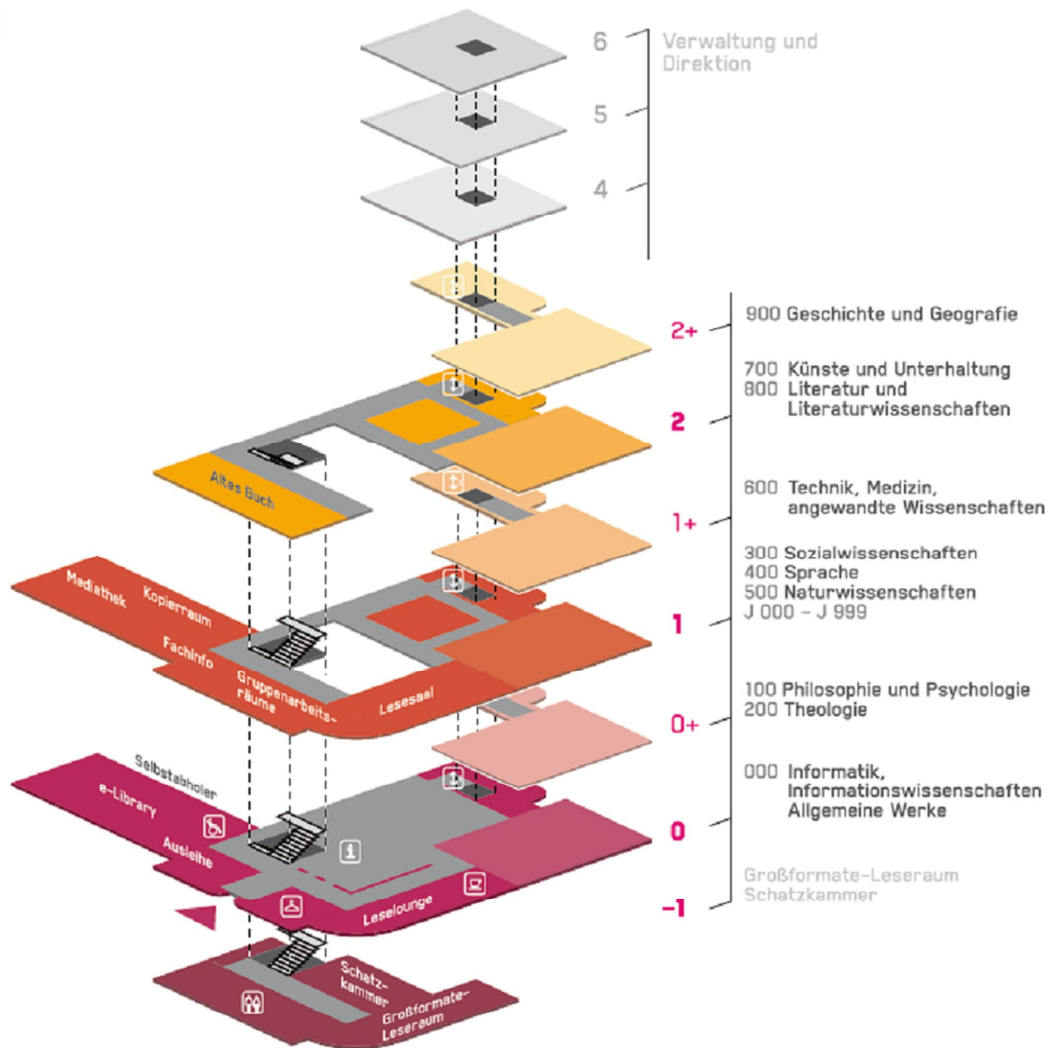 6
Verwaltung und
Direktion
5
4
2+
900 Geschichte und Geografie
700 Künste und Unterhaltung
800 Literatur und
Literaturwissenschaften
2
Altes Buch
600 Technik, Medizin,
angewandte Wissenschaften
1+
300 Sozialwissenschaften
400 Sprache
500 Naturwissenschaften
J 000 – J 999
1
Mediathek
Kopierraum
Fachinfo
Gruppenarbeits-
räume
Lesesaal
100 Philosophie und Psychologie
200 Theologie
0+
000 Informatik,
Informationswissenschaften
Allgemeine Werke
0
Selbstabholer
e-Library
Ausleihe
Leselounge
Großformate-Leseraum
Schatzkammer
-1
Schatz-
kammer
Großformate-
Leseraum